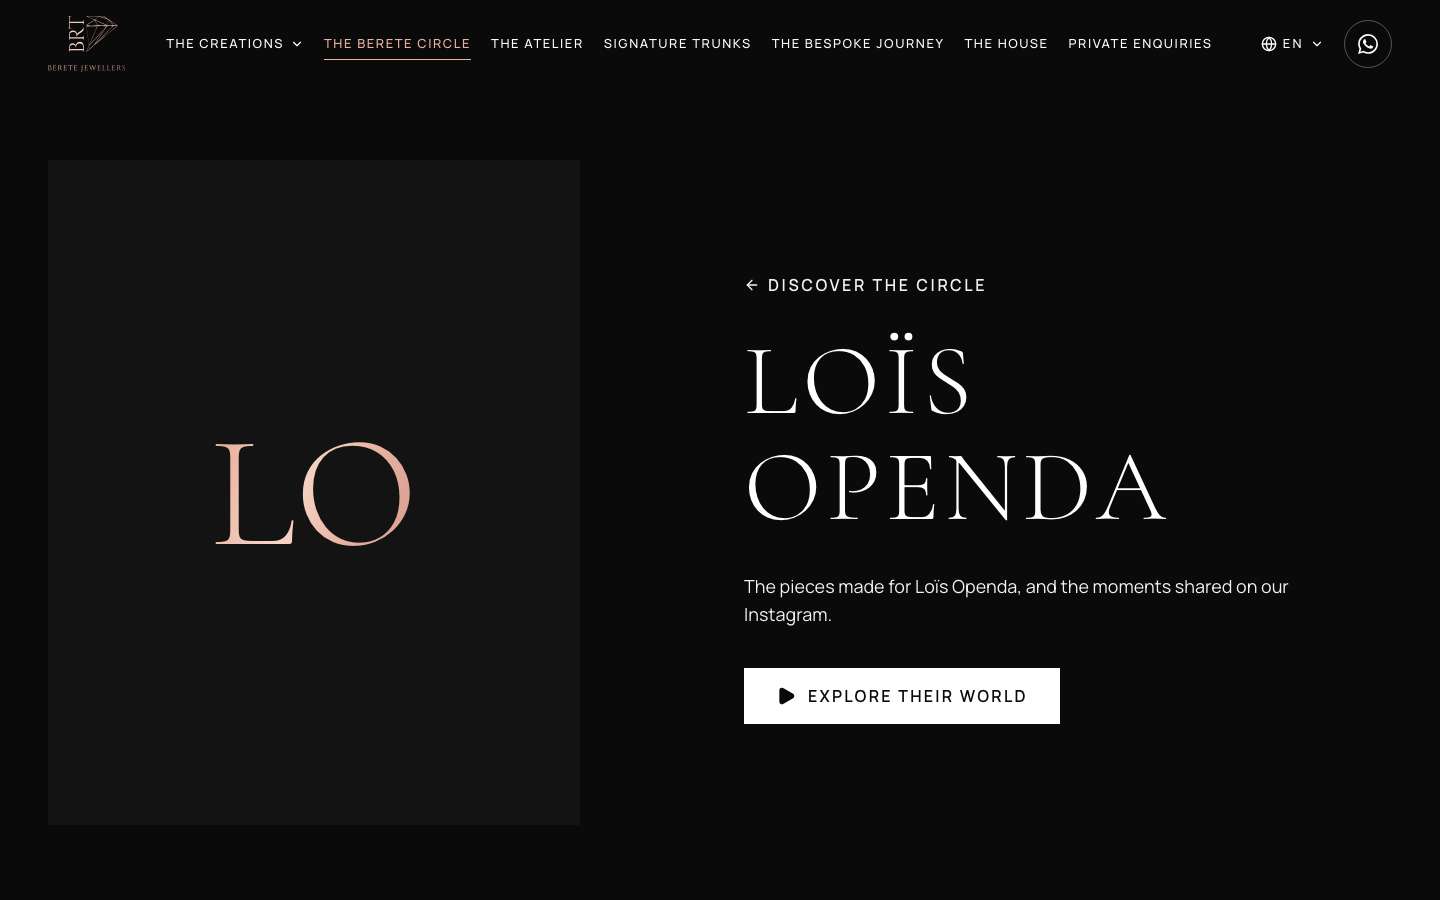 BRT
BERETE JEWELLERS
THE CREATIONS
THE BERETE CIRCLE
THE ATELIER
SIGNATURE TRUNKS
THE BESPOKE JOURNEY
THE HOUSE
PRIVATE ENQUIRIES
EN
LO
← DISCOVER THE CIRCLE
LOÏS
OPENDA
The pieces made for Loïs Openda, and the moments shared on our
Instagram.
EXPLORE THEIR WORLD